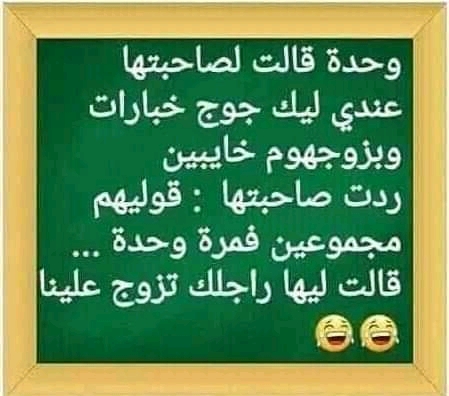 وحدة قالت لصاحبتها
عندي ليك جوج خبارات
وبزوجهوم خايبين
ردت صاحبتها : قوليهم
مجموعين فمرة وحدة ...
قالت ليها راجلك تزوج علينا
😂😂